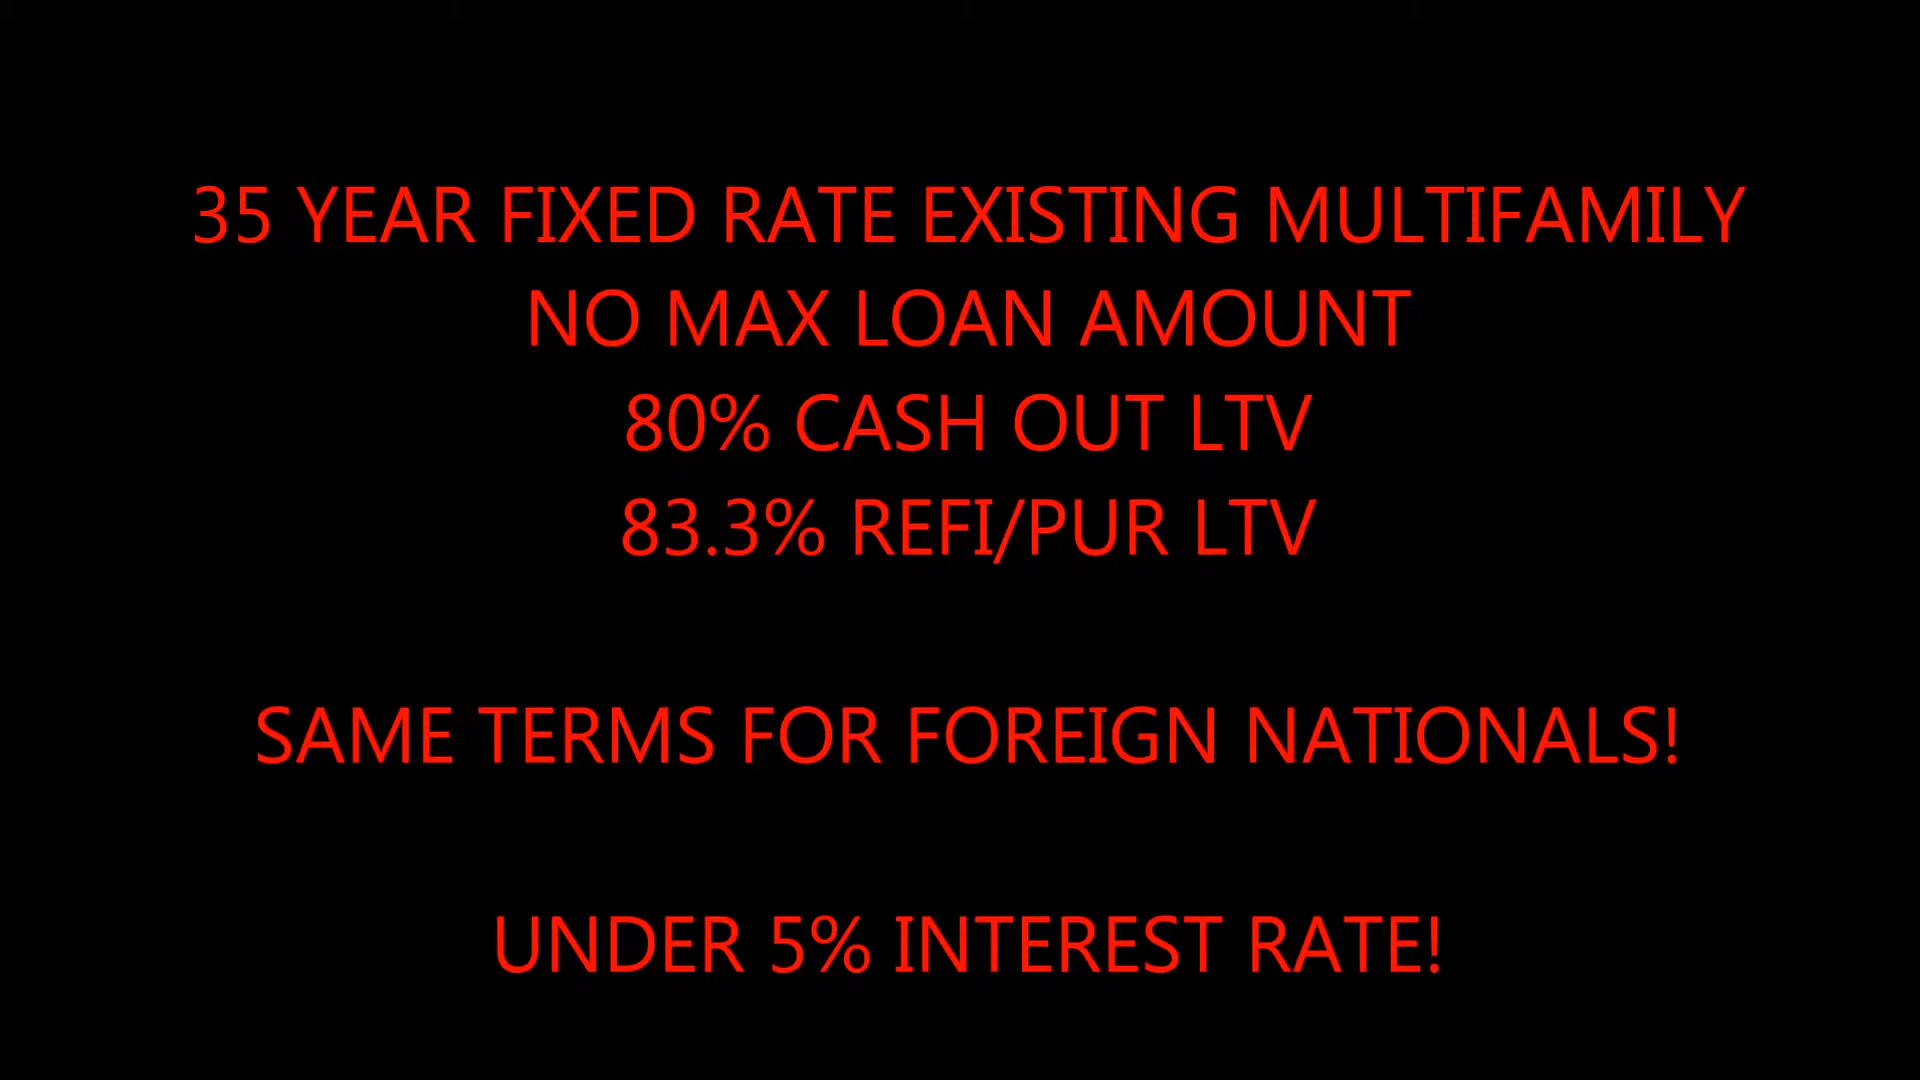 35 YEAR FIXED RATE EXISTING MULTIFAMILY
NO MAX LOAN AMOUNT
80% CASH OUT LTV
83.3% REFI/PUR LTV
SAME TERMS FOR FOREIGN NATIONALS!
UNDER 5% INTEREST RATE!